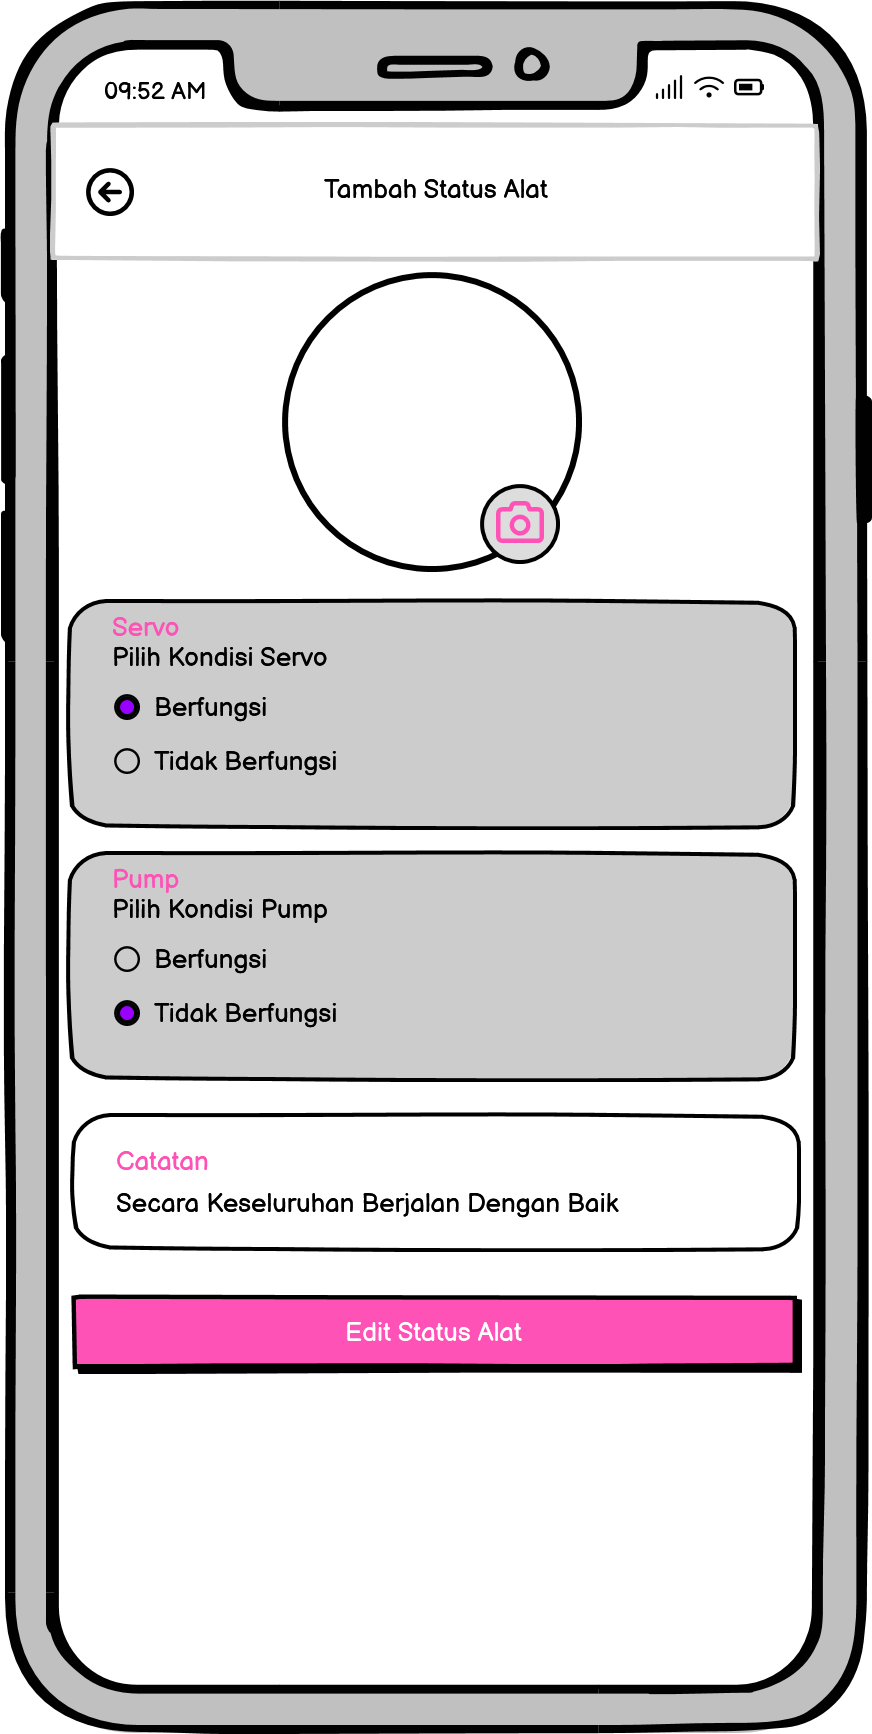 09:52 AM
Tambah Status Alat
Servo
Pilih Kondisi Servo
Berfungsi
Tidak Berfungsi
Pump
Pilih Kondisi Pump
Berfungsi
Tidak Berfungsi
Catatan
Secara Keseluruhan Berjalan Dengan Baik
Edit Status Alat